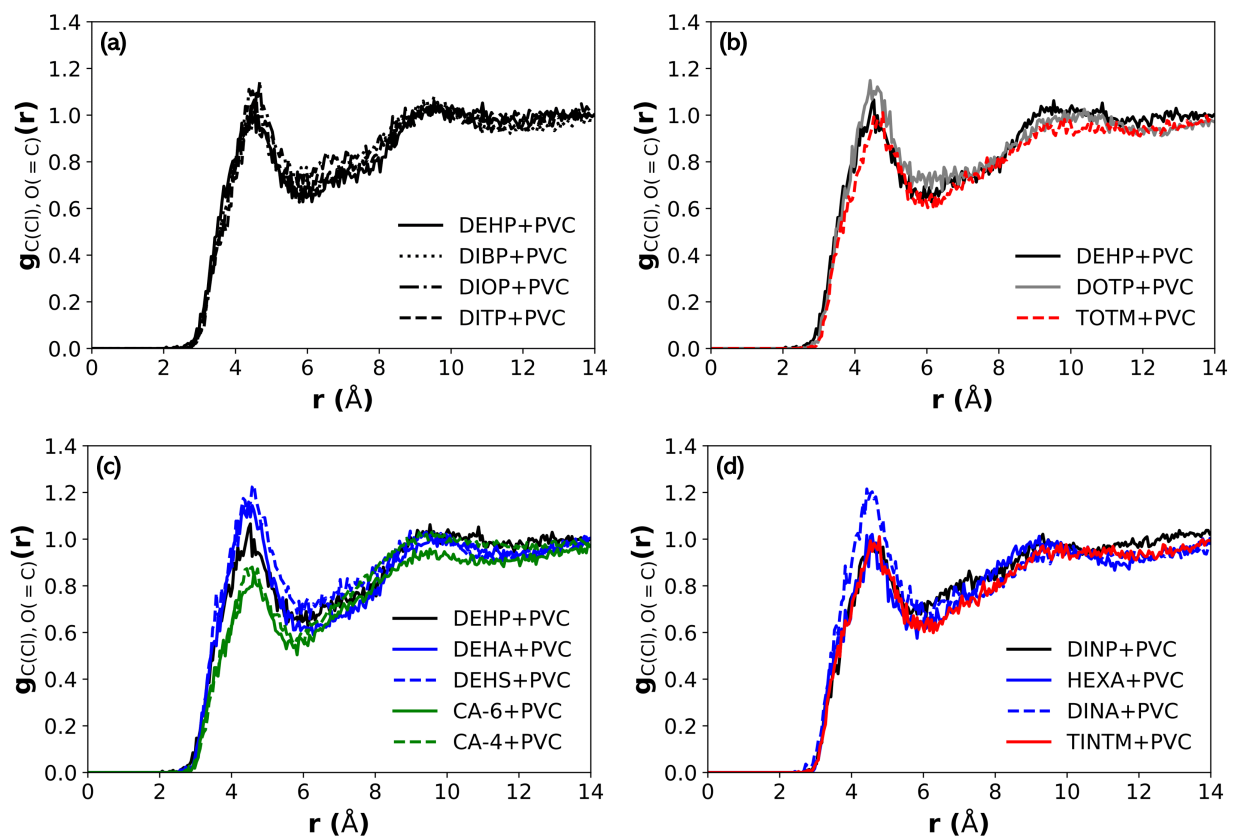 (a)
1.4
1.2
1.0
0.8
0.6
0.4
0.2
0.0
gC(Cl), O( = C)(r)
DEHP+PVC
DIBP+PVC
DIOP+PVC
DITP+PVC
0 2 4 6 8 10 12 14
r (Å)
(b)
1.4
1.2
1.0
0.8
0.6
0.4
0.2
0.0
gC(Cl), O( = C)(r)
DEHP+PVC
DOTP+PVC
TOTM+PVC
0 2 4 6 8 10 12 14
r (Å)
(c)
1.4
1.2
1.0
0.8
0.6
0.4
0.2
0.0
gC(Cl), O( = C)(r)
DEHP+PVC
DEHA+PVC
DEHS+PVC
CA-6+PVC
CA-4+PVC
0 2 4 6 8 10 12 14
r (Å)
(d)
1.4
1.2
1.0
0.8
0.6
0.4
0.2
0.0
gC(Cl), O( = C)(r)
DINP+PVC
HEXA+PVC
DINA+PVC
TINTM+PVC
0 2 4 6 8 10 12 14
r (Å)